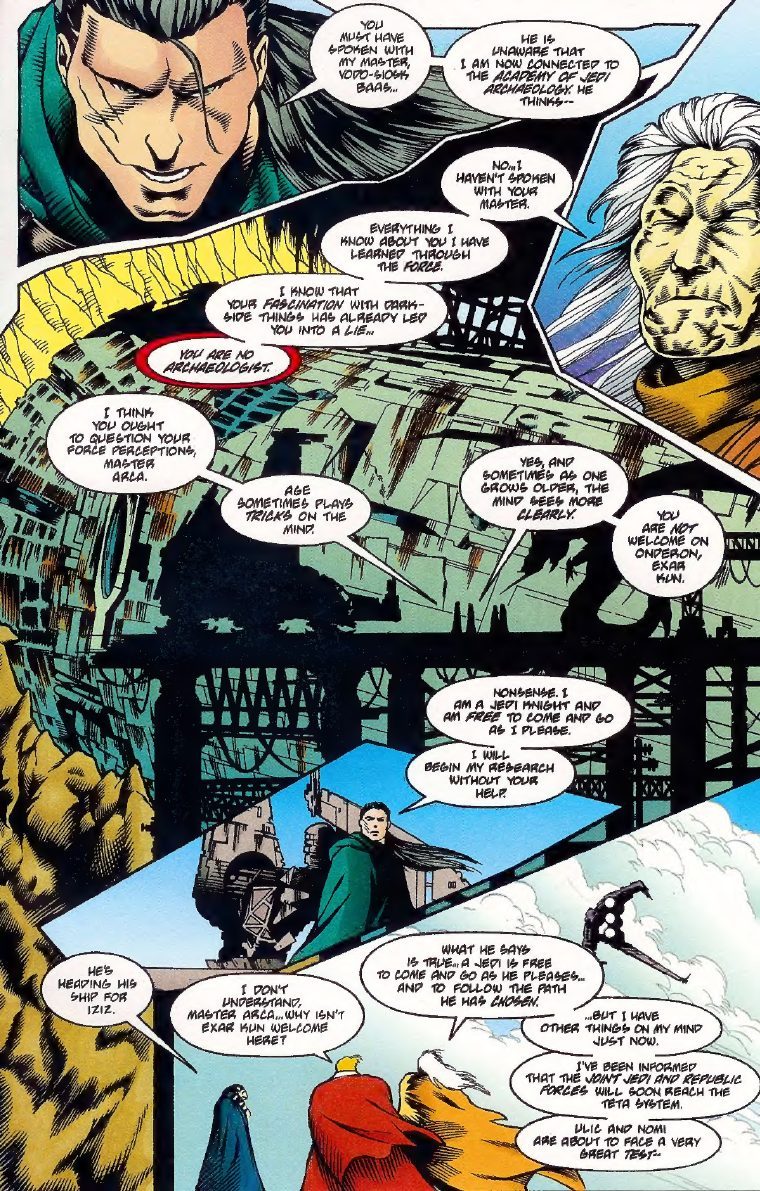 YOU
MUST HAVE
SPOKEN WITH
MY MASTER,
VODO-SIOSK
BAAS...
HE IS
UNAWARE THAT
I AM NOW CONNECTED TO
THE ACADEMY OF JEDI
ARCHAEOLOGY. HE
THINKS--
NO...I
HAVEN'T SPOKEN
WITH YOUR
MASTER.
EVERYTHING I
KNOW ABOUT YOU I HAVE
LEARNED THROUGH
THE FORCE.
I KNOW THAT
YOUR FASCINATION WITH DARK-
SIDE THINGS HAS ALREADY LED
YOU INTO A LIE...
YOU ARE NO
ARCHAEOLOGIST.
I THINK
YOU OUGHT
TO QUESTION YOUR
FORCE PERCEPTIONS,
MASTER
ARCA.
AGE
SOMETIMES PLAYS
TRICKS ON THE
MIND.
YES, AND
SOMETIMES AS ONE
GROWS OLDER, THE
MIND SEES MORE
CLEARLY.
YOU
ARE NOT
WELCOME ON
ONDERON,
EXAR
KUN.
NONSENSE. I
AM A JEDI KNIGHT AND
AM FREE TO COME AND GO
AS I PLEASE.
I WILL
BEGIN MY RESEARCH
WITHOUT YOUR
HELP.
HE'S
HEADING HIS
SHIP FOR
IZIZ.
I DON'T
UNDERSTAND,
MASTER ARCA...WHY ISN'T
EXAR KUN WELCOME
HERE?
WHAT HE SAYS
IS TRUE...A JEDI IS FREE
TO COME AND GO AS HE PLEASES...
AND TO FOLLOW THE PATH
HE HAS CHOSEN.
...BUT I HAVE
OTHER THINGS ON MY MIND
JUST NOW.
I'VE BEEN INFORMED
THAT THE JOINT JEDI AND REPUBLIC
FORCES WILL SOON REACH THE
TETA SYSTEM.
ULIC AND NOMI
ARE ABOUT TO FACE A VERY
GREAT TEST--